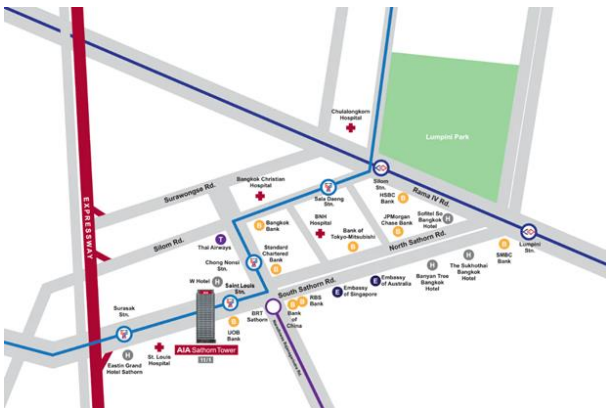 Chulalongkorn
Hospital
Lumpini Park
Silom
Stn.
Rama IV Rd.
Bangkok Christian
Hospital
Surawongse Rd.
Sala Daeng
Stn.
HSBC
Bank
EXPRESSWAY
Silom Rd.
Bangkok
Bank
BNH
Hospital
JPMorgan
Chase Bank
Sofitel So
Bangkok
Hotel
Thai Airways
Standard
Chartered
Bank
Bank of
Tokyo-Mitsubishi
North Sathorn Rd.
Lumpini
Stn.
Chong Nonsi
Stn.
SMBC
Bank
W Hotel
Saint Louis
Stn.
South Sathorn Rd.
Embassy
of Singapore
Embassy
of Australia
Banyan Tree
Bangkok
Hotel
The Sukhothai
Bangkok
Hotel
Surasak
Stn.
BRT
Sathorn
RBS
Bank
Bank
of
China
UOB
Bank
AIA Sathorn Tower
Eastin Grand
Hotel Sathorn
St. Louis
Hospital